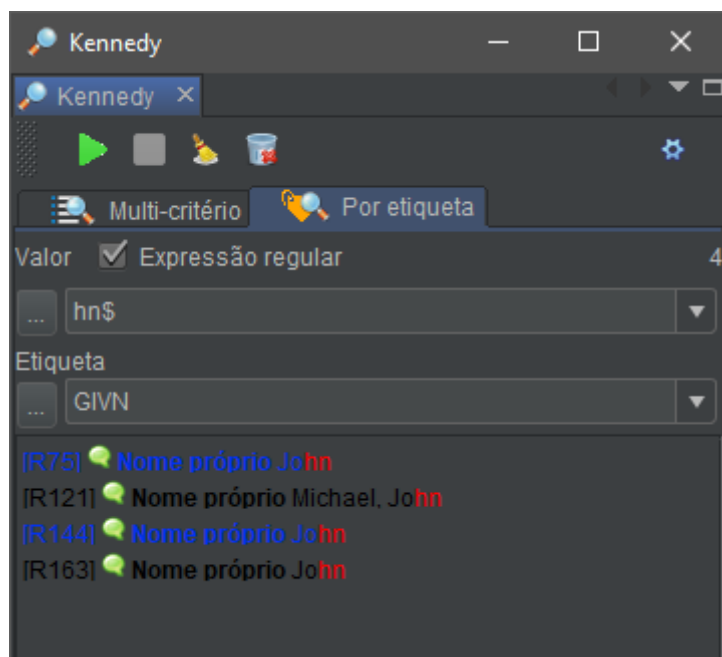 Kennedy
Kennedy
Multi-critério Por etiqueta
Valor Expressão regular 4
... hn$
Etiqueta
... GIVN
[R75] Nome próprio John
[R121] Nome próprio Michael, John
[R144] Nome próprio John
[R163] Nome próprio John